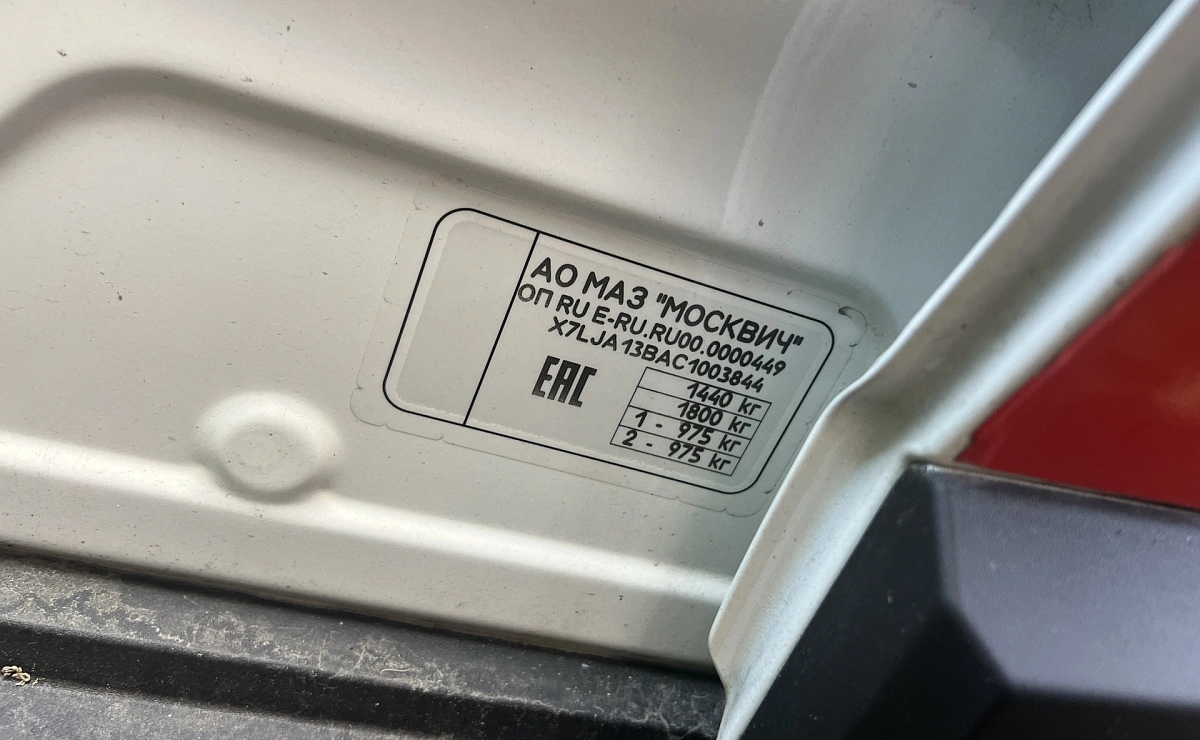 АО МАЗ "МОСКВИЧ"
ОП RU E-RU.RU00.0000449
X7LJA13BAC1003844
EAC
1440 кг
1800 кг
1 - 975 кг
2 - 975 кг